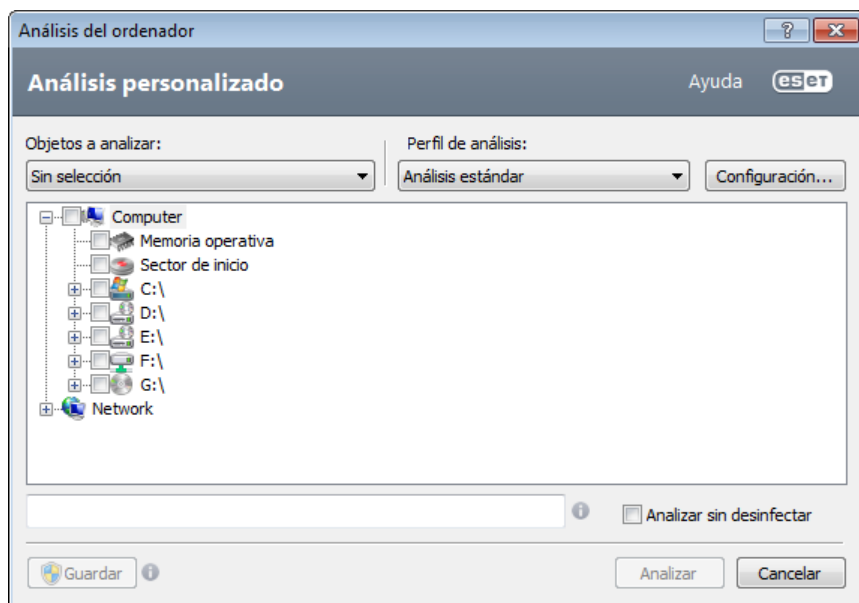 Análisis del ordenador
Análisis personalizado
Ayuda
eset
Objetos a analizar:
Perfil de análisis:
Sin selección
Análisis estándar
Configuración...
Computer
Memoria operativa
Sector de inicio
C:\
D:\
E:\
F:\
G:\
Network
Analizar sin desinfectar
Guardar
Analizar
Cancelar